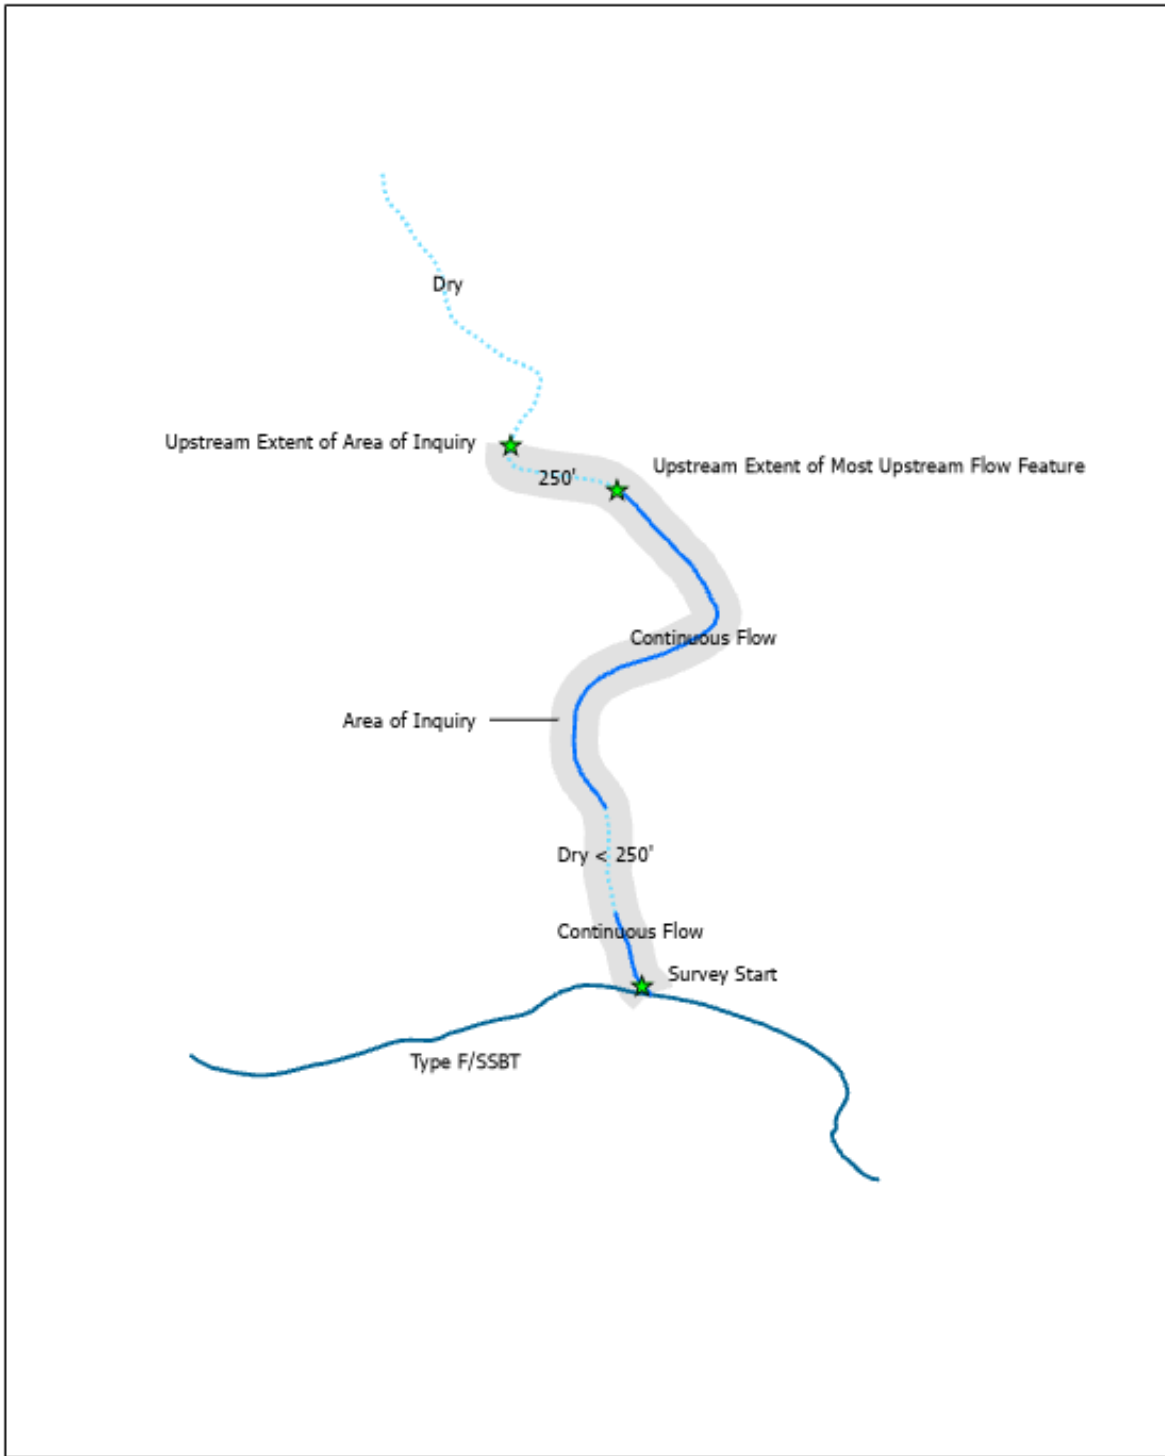 Dry
Upstream Extent of Area of Inquiry
Upstream Extent of Most Upstream Flow Feature
250'
Continuous Flow
Area of Inquiry
Dry < 250'
Continuous Flow
Survey Start
Type F/SSBT